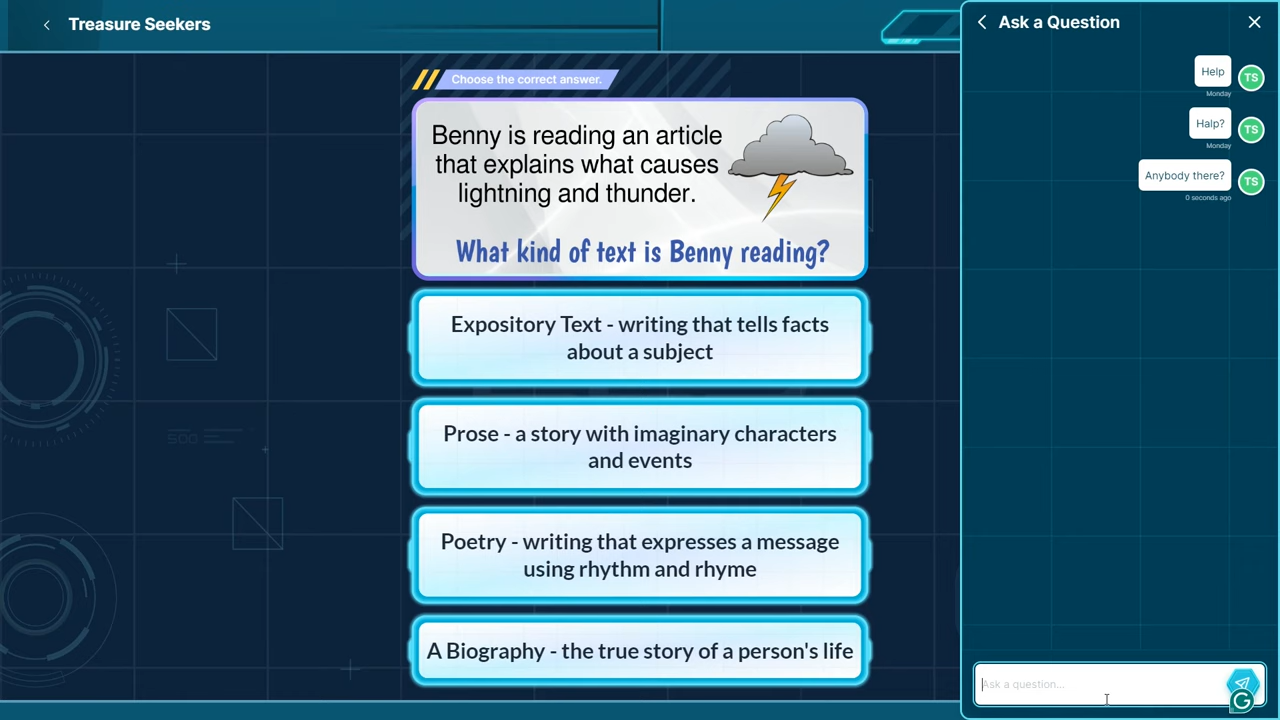 Treasure Seekers
Choose the correct answer.
Benny is reading an article
that explains what causes
lightning and thunder.
What kind of text is Benny reading?
Expository Text - writing that tells facts
about a subject
Prose - a story with imaginary characters
and events
Poetry - writing that expresses a message
using rhythm and rhyme
A Biography - the true story of a person's life
500
Ask a Question
Help
TS
Monday
Halp?
TS
Monday
Anybody there?
TS
0 seconds ago
Ask a question...
G